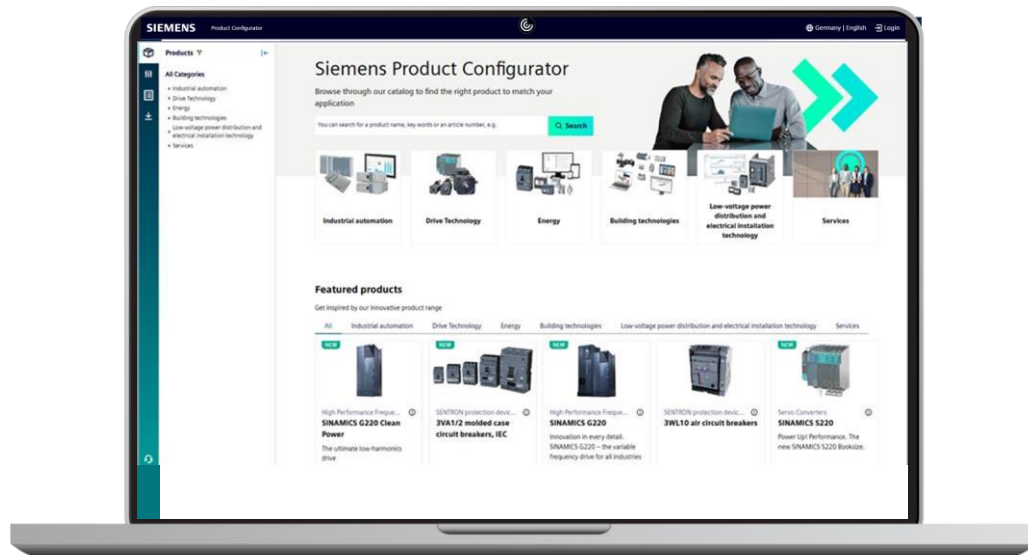 SIEMENS
Product Configurator
Germany | English
Login
Products
All Categories
Industrial automation
Drive Technology
Energy
Building technologies
Low-voltage power distribution and
electrical installation technology
Services
Siemens Product Configurator
Browse through our catalog to find the right product to match your
application
You can search for a product name, key words or an article number, e.g.
Search
Industrial automation
Drive Technology
Energy
Building technologies
Low-voltage power
distribution and
electrical installation
technology
Services
Featured products
Get inspired by our innovative product range
All
Industrial automation
Drive Technology
Energy
Building technologies
Low-voltage power distribution and electrical installation technology
Services
NEW
High Performance Freque...
SINAMICS G220 Clean
Power
The ultimate low-harmonics
drive
NEW
SENTRON protection devic...
3VA1/2 molded case
circuit breakers, IEC
NEW
High Performance Freque...
SINAMICS G220
Innovation in every detail.
SINAMICS G220 – the variable
frequency drive for all industries
SENTRON protection devic...
3WL10 air circuit breakers
NEW
Servo Converters
SINAMICS S220
Power Up! Performance. The
new SINAMICS S220 Booksize.